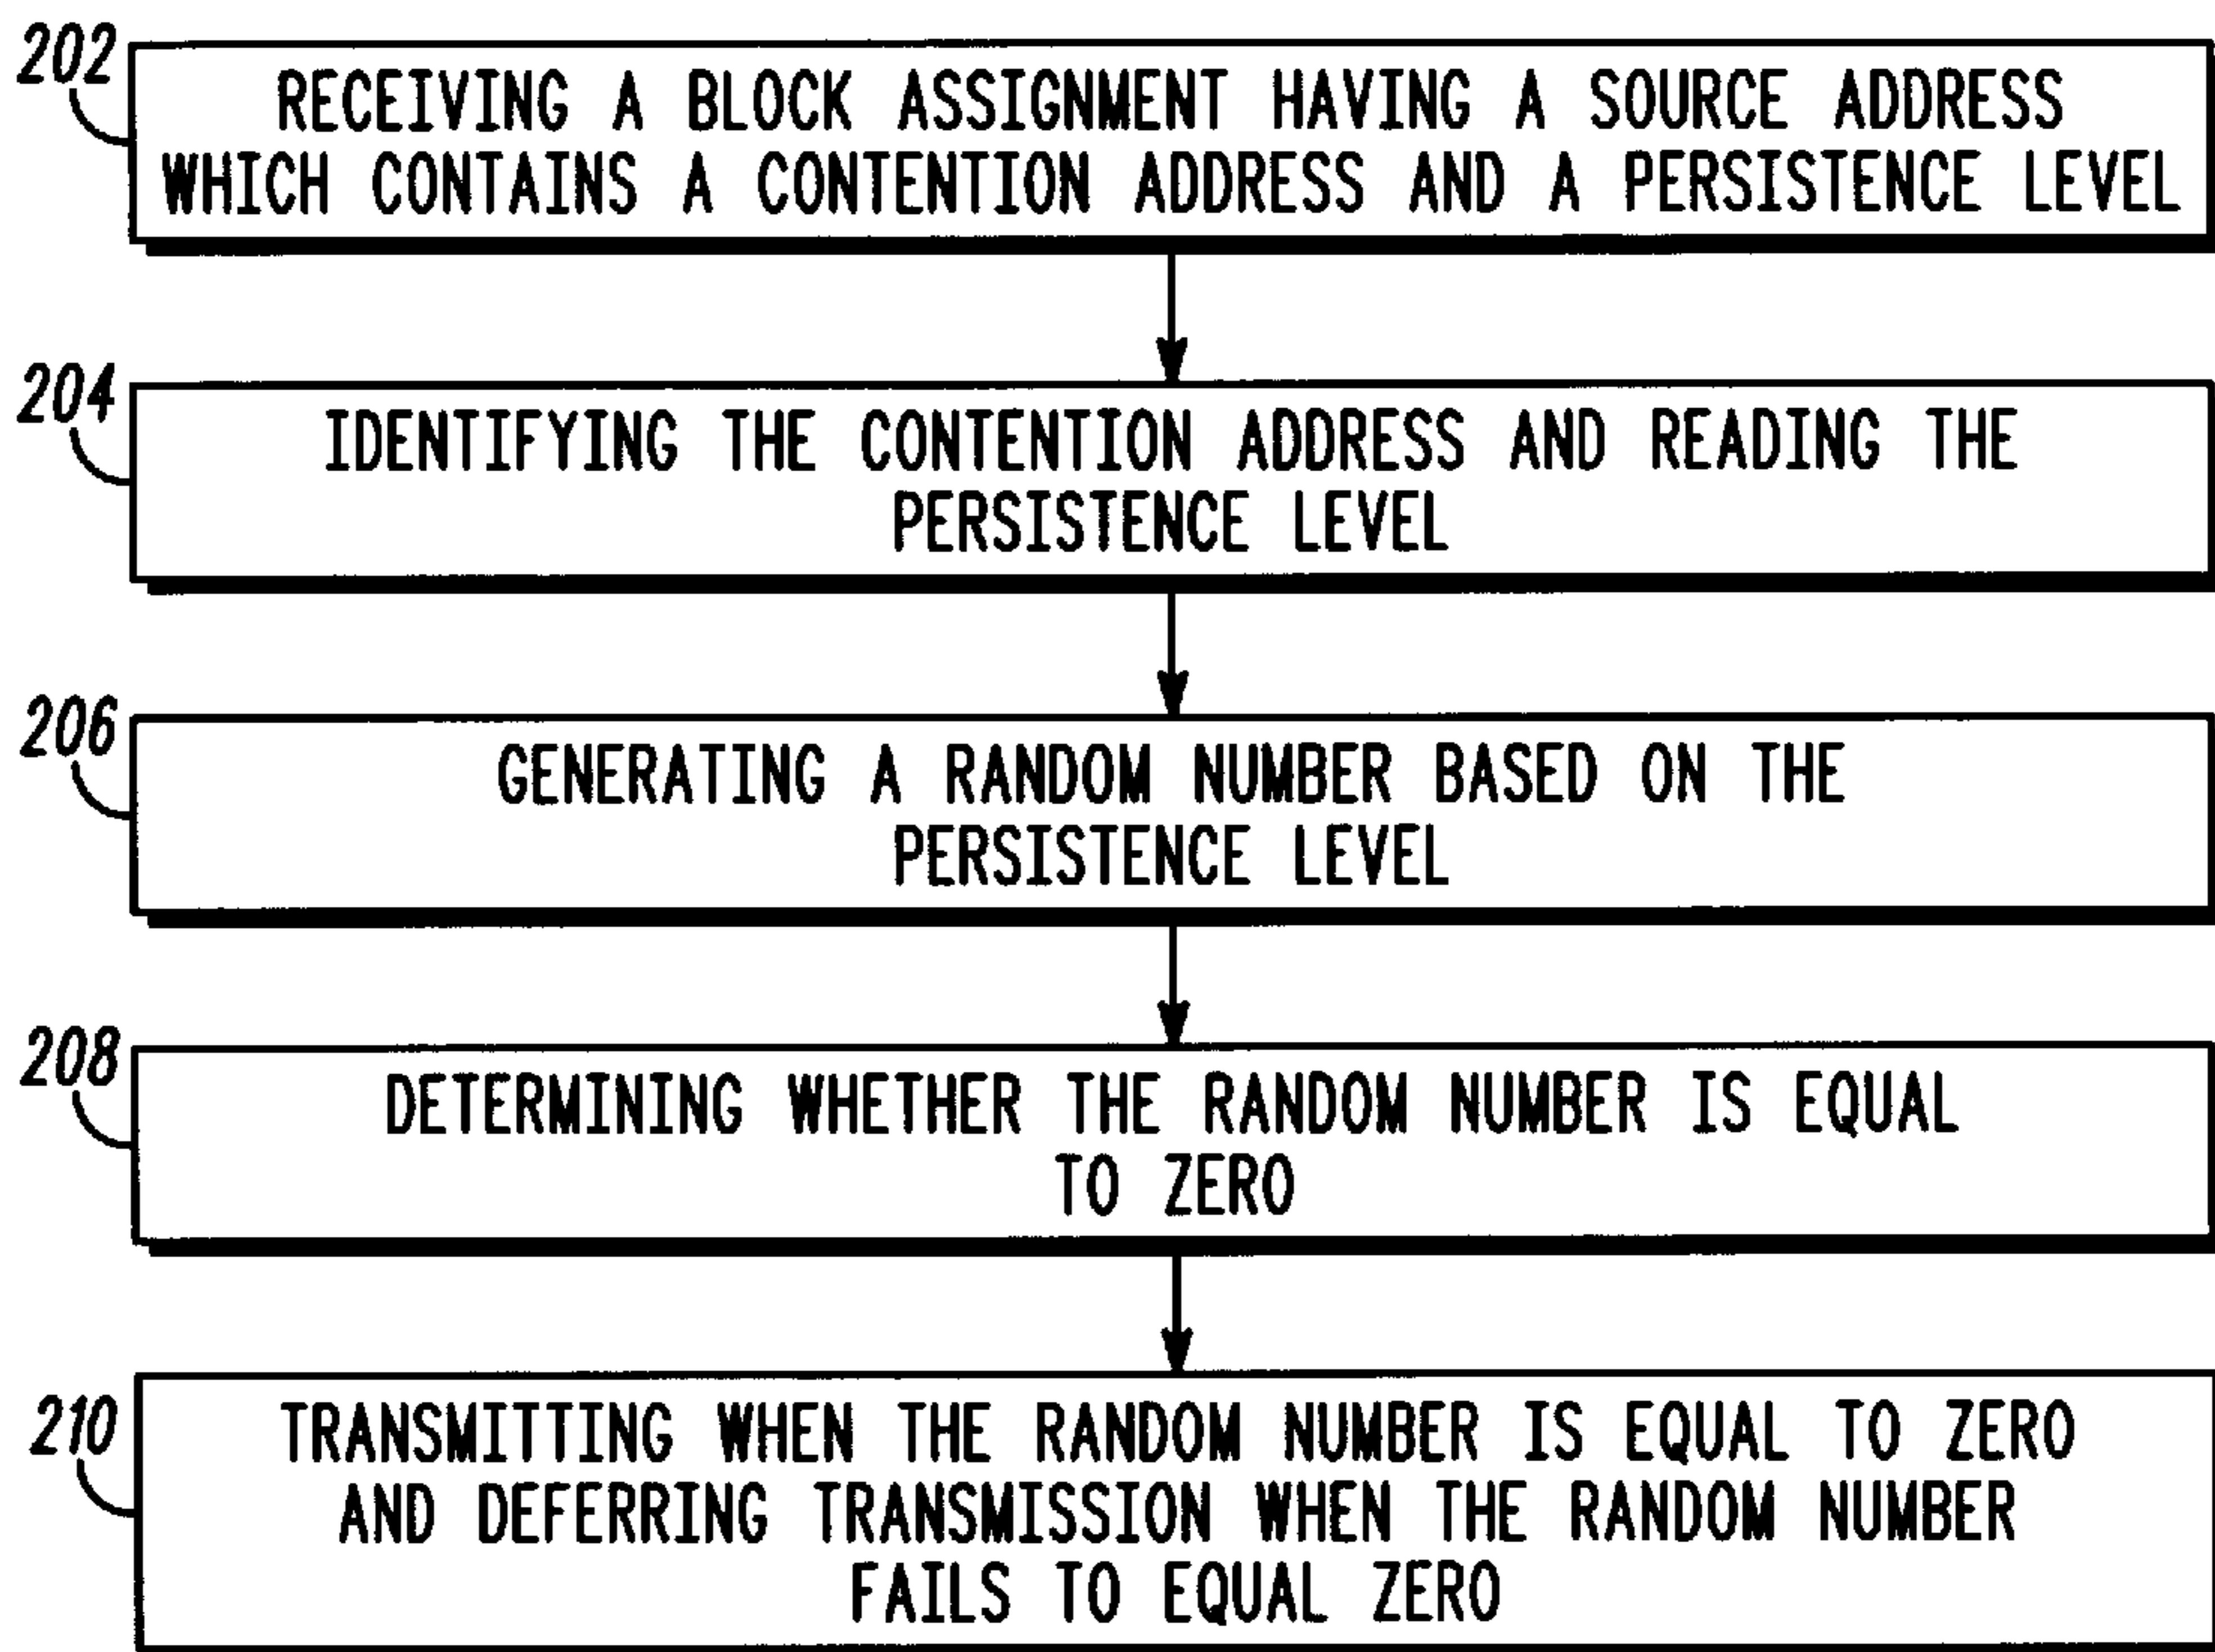 202
RECEIVING A BLOCK ASSIGNMENT HAVING A SOURCE ADDRESS
WHICH CONTAINS A CONTENTION ADDRESS AND A PERSISTENCE LEVEL
204
IDENTIFYING THE CONTENTION ADDRESS AND READING THE
PERSISTENCE LEVEL
206
GENERATING A RANDOM NUMBER BASED ON THE
PERSISTENCE LEVEL
208
DETERMINING WHETHER THE RANDOM NUMBER IS EQUAL
TO ZERO
210
TRANSMITTING WHEN THE RANDOM NUMBER IS EQUAL TO ZERO
AND DEFERRING TRANSMISSION WHEN THE RANDOM NUMBER
FAILS TO EQUAL ZERO